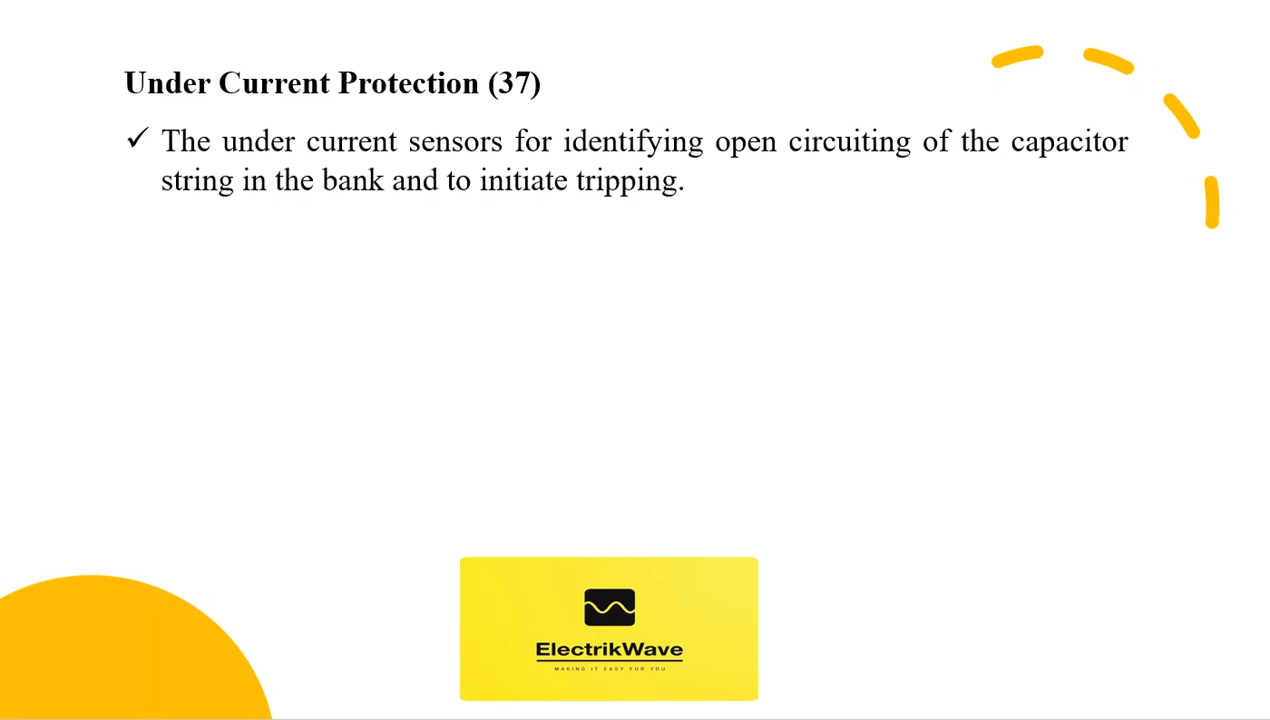 Under Current Protection (37)
✓ The under current sensors for identifying open circuiting of the capacitor
string in the bank and to initiate tripping.
ElectrikWave
MAKING IT EASY FOR YOU